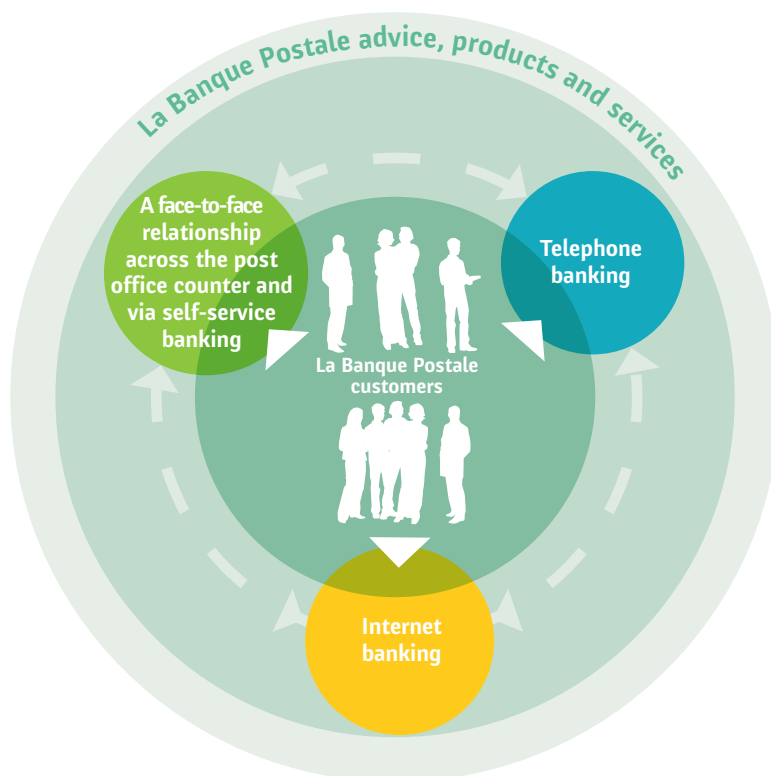 La Banque Postale advice, products and services
A face-to-face
relationship
across the post
office counter and
via self-service
banking
Telephone
banking
La Banque Postale
customers
Internet
banking